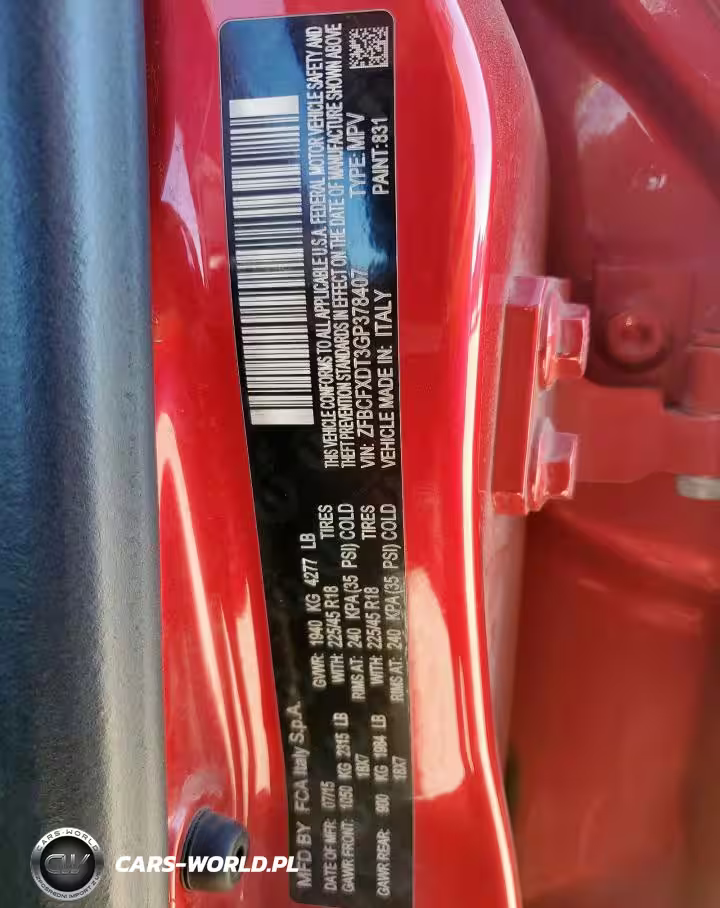 MFD BY FCA Italy S.p.A.
DATE OF MFR: 07/15 GVWR: 1940 KG 4277 LB
GAWR FRONT: 1050 KG 2315 LB WITH: 225/45 R18 TIRES
18X7 RIMS AT: 240 KPA (35 PSI) COLD
GAWR REAR: 900 KG 1984 LB WITH: 225/45 R18 TIRES
18X7 RIMS AT: 240 KPA (35 PSI) COLD
THIS VEHICLE CONFORMS TO ALL APPLICABLE U.S.A. FEDERAL MOTOR VEHICLE SAFETY AND
THEFT PREVENTION STANDARDS IN EFFECT ON THE DATE OF MANUFACTURE SHOWN ABOVE
VIN: ZFBCFXDT3GP378407 TYPE: MPV
VEHICLE MADE IN: ITALY PAINT: 831
CARS-WORLD
CW
CARS-WORLD.PL